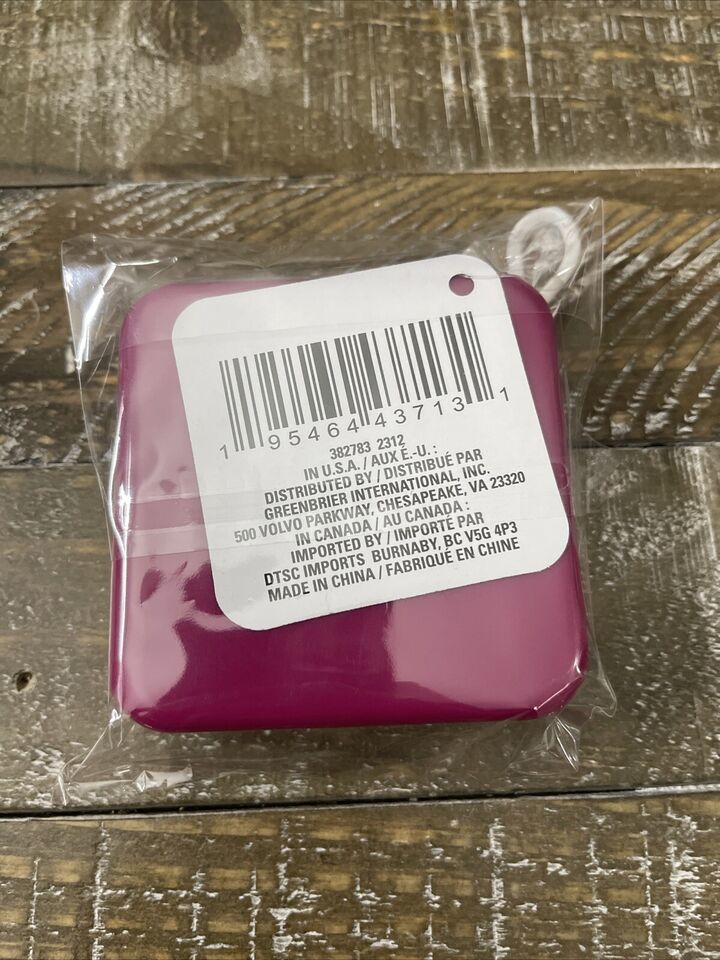 1 95464 43713 1
382783 2312
IN U.S.A. / AUX É.-U. :
DISTRIBUTED BY / DISTRIBUÉ PAR
GREENBRIER INTERNATIONAL, INC.
500 VOLVO PARKWAY, CHESAPEAKE, VA 23320
IN CANADA / AU CANADA :
IMPORTED BY / IMPORTÉ PAR
DTSC IMPORTS BURNABY, BC V5G 4P3
MADE IN CHINA / FABRIQUÉ EN CHINE